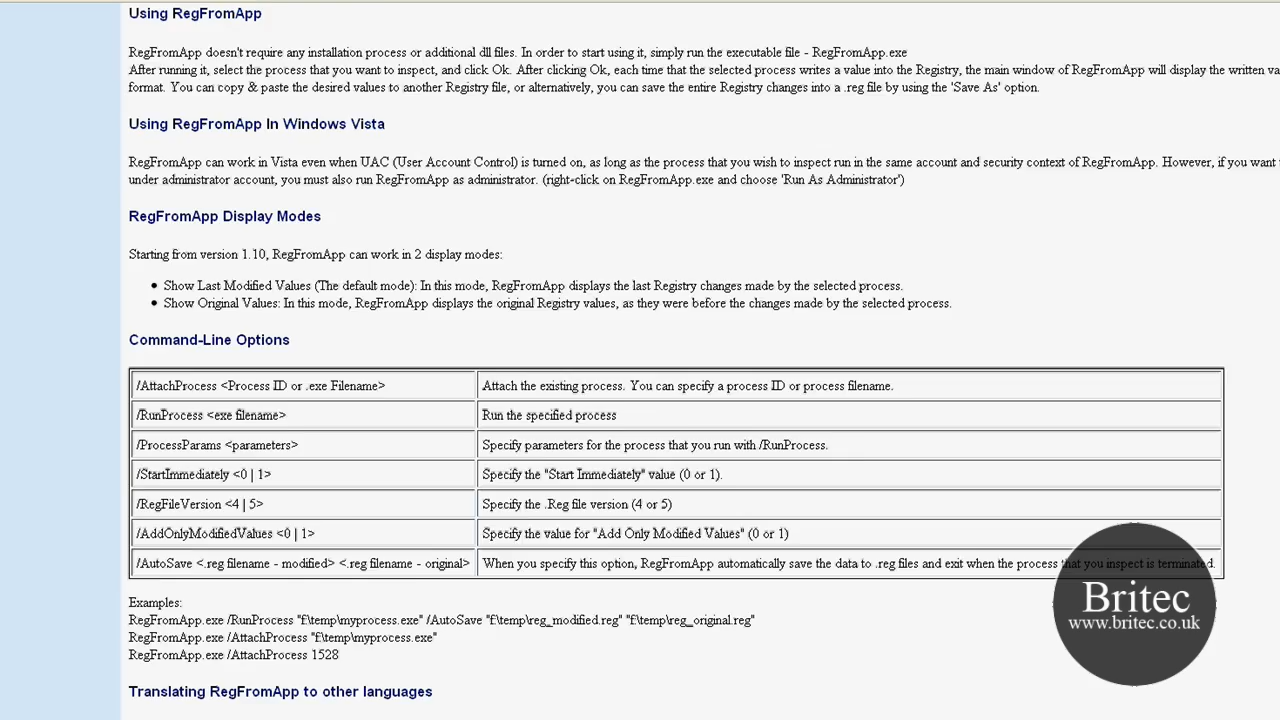 Using RegFromApp
RegFromApp doesn't require any installation process or additional dll files. In order to start using it, simply run the executable file - RegFromApp.exe
After running it, select the process that you want to inspect, and click Ok. After clicking Ok, each time that the selected process writes a value into the Registry, the main window of RegFromApp will display the written va
format. You can copy & paste the desired values to another Registry file, or alternatively, you can save the entire Registry changes into a .reg file by using the 'Save As' option.
Using RegFromApp In Windows Vista
RegFromApp can work in Vista even when UAC (User Account Control) is turned on, as long as the process that you wish to inspect run in the same account and security context of RegFromApp. However, if you want
under administrator account, you must also run RegFromApp as administrator. (right-click on RegFromApp.exe and choose 'Run As Administrator')
RegFromApp Display Modes
Starting from version 1.10, RegFromApp can work in 2 display modes:
• Show Last Modified Values (The default mode): In this mode, RegFromApp displays the last Registry changes made by the selected process.
• Show Original Values: In this mode, RegFromApp displays the original Registry values, as they were before the changes made by the selected process.
Command-Line Options
/AttachProcess <Process ID or .exe Filename> Attach the existing process. You can specify a process ID or process filename.
/RunProcess <exe filename> Run the specified process
/ProcessParams <parameters> Specify parameters for the process that you run with /RunProcess.
/StartImmediately <0 | 1> Specify the "Start Immediately" value (0 or 1).
/RegFileVersion <4 | 5> Specify the .Reg file version (4 or 5)
/AddOnlyModifiedValues <0 | 1> Specify the value for "Add Only Modified Values" (0 or 1)
/AutoSave <.reg filename - modified> <.reg filename - original> When you specify this option, RegFromApp automatically save the data to .reg files and exit when the process that you inspect is terminated.
Examples:
RegFromApp.exe /RunProcess "f:\temp\myprocess.exe" /AutoSave "f:\temp\reg_modified.reg" "f:\temp\reg_original.reg"
RegFromApp.exe /AttachProcess "f:\temp\myprocess.exe"
RegFromApp.exe /AttachProcess 1528
Translating RegFromApp to other languages
Britec
www.britec.co.uk